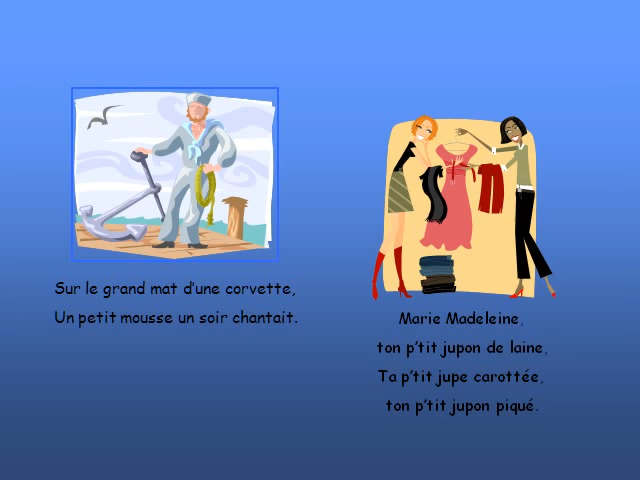 Sur le grand mat d'une corvette,
Un petit mousse un soir chantait.
Marie Madeleine,
ton p'tit jupon de laine,
Ta p'tit jupe carottée,
ton p'tit jupon piqué.